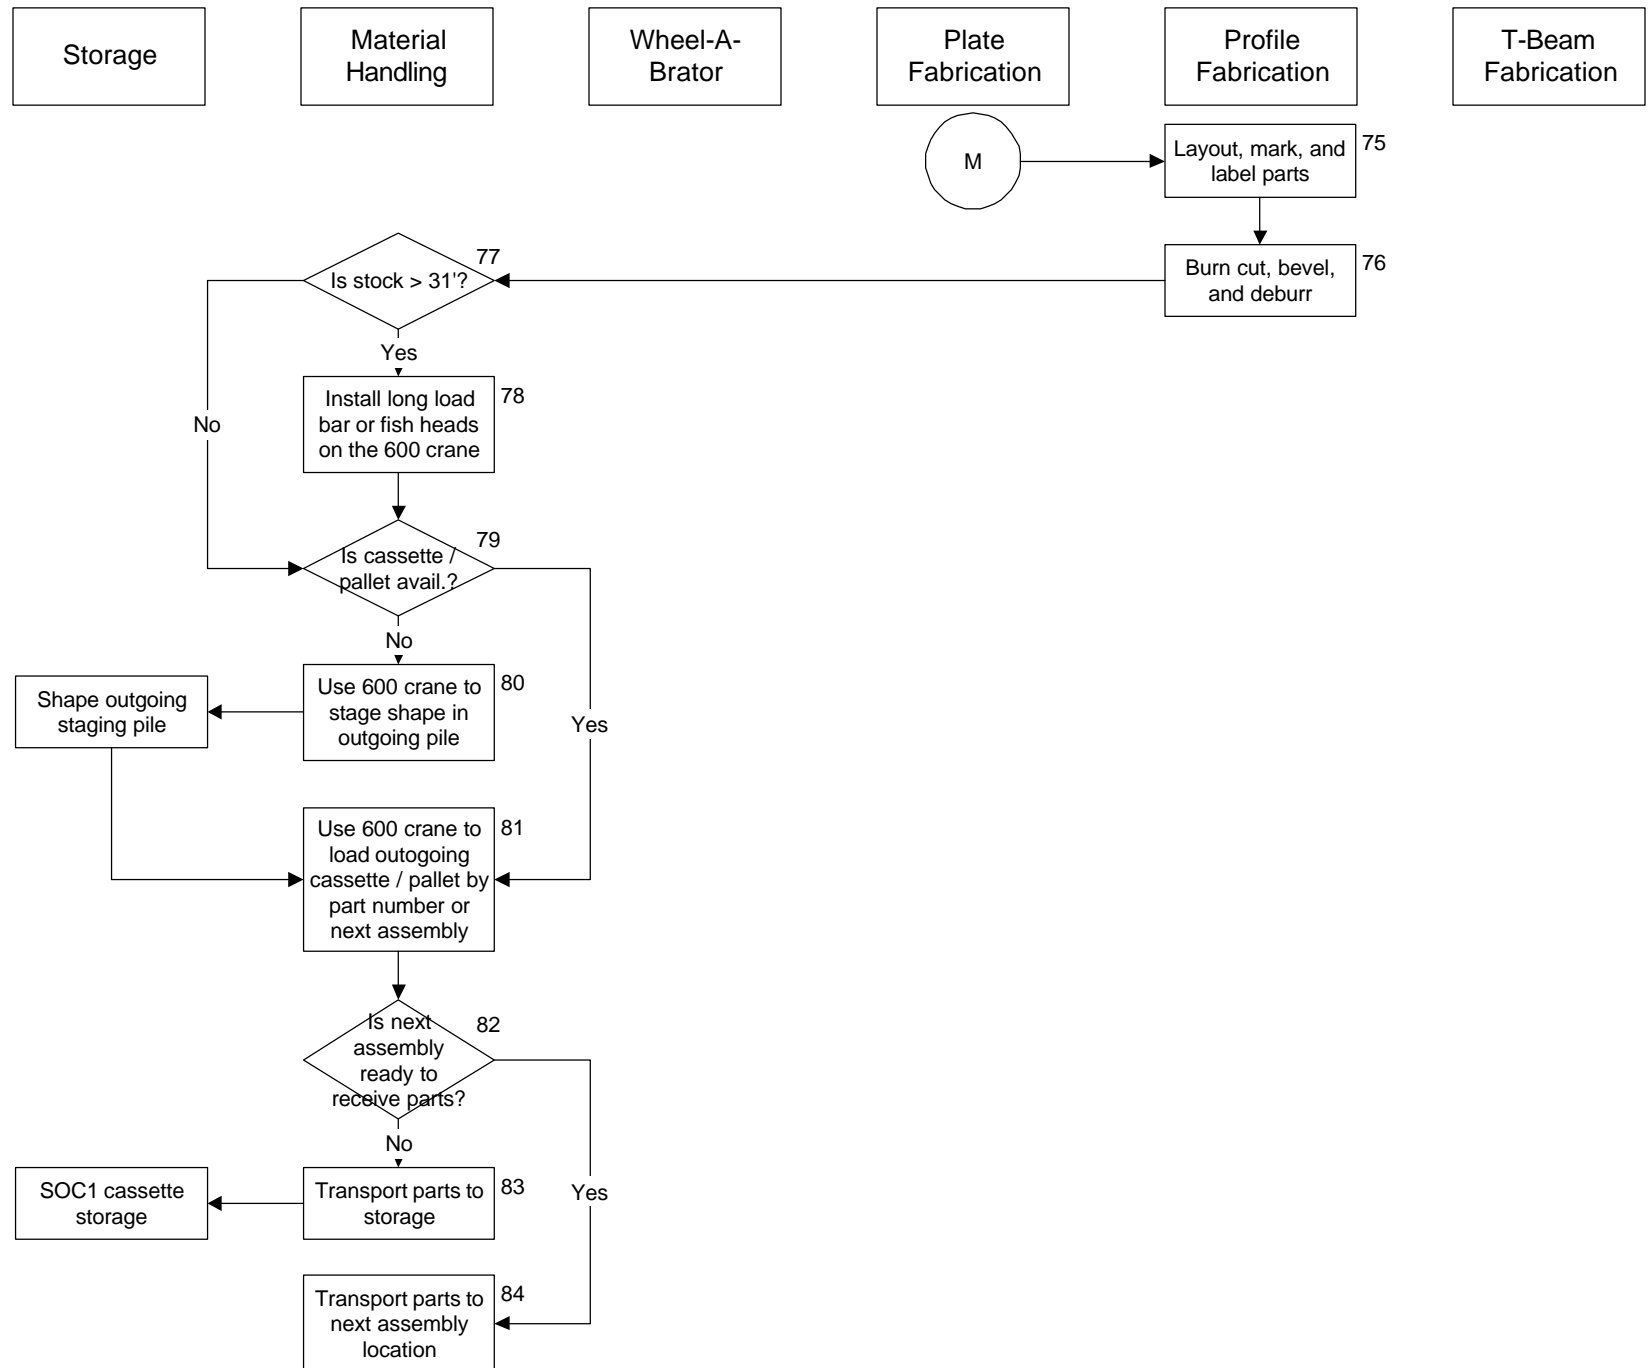 Storage
Material
Handling
Wheel-A-
Brator
Plate
Fabrication
Profile
Fabrication
T-Beam
Fabrication
M
Layout, mark, and
label parts
75
Burn cut, bevel,
and deburr
76
Is stock > 31'?
77
Yes
No
Install long load
bar or fish heads
on the 600 crane
78
Is cassette /
pallet avail.?
79
No
Yes
Use 600 crane to
stage shape in
outgoing pile
80
Shape outgoing
staging pile
Use 600 crane to
load outogoing
cassette / pallet by
part number or
next assembly
81
Is next
assembly
ready to
receive parts?
82
No
Yes
Transport parts to
storage
83
SOC1 cassette
storage
Transport parts to
next assembly
location
84